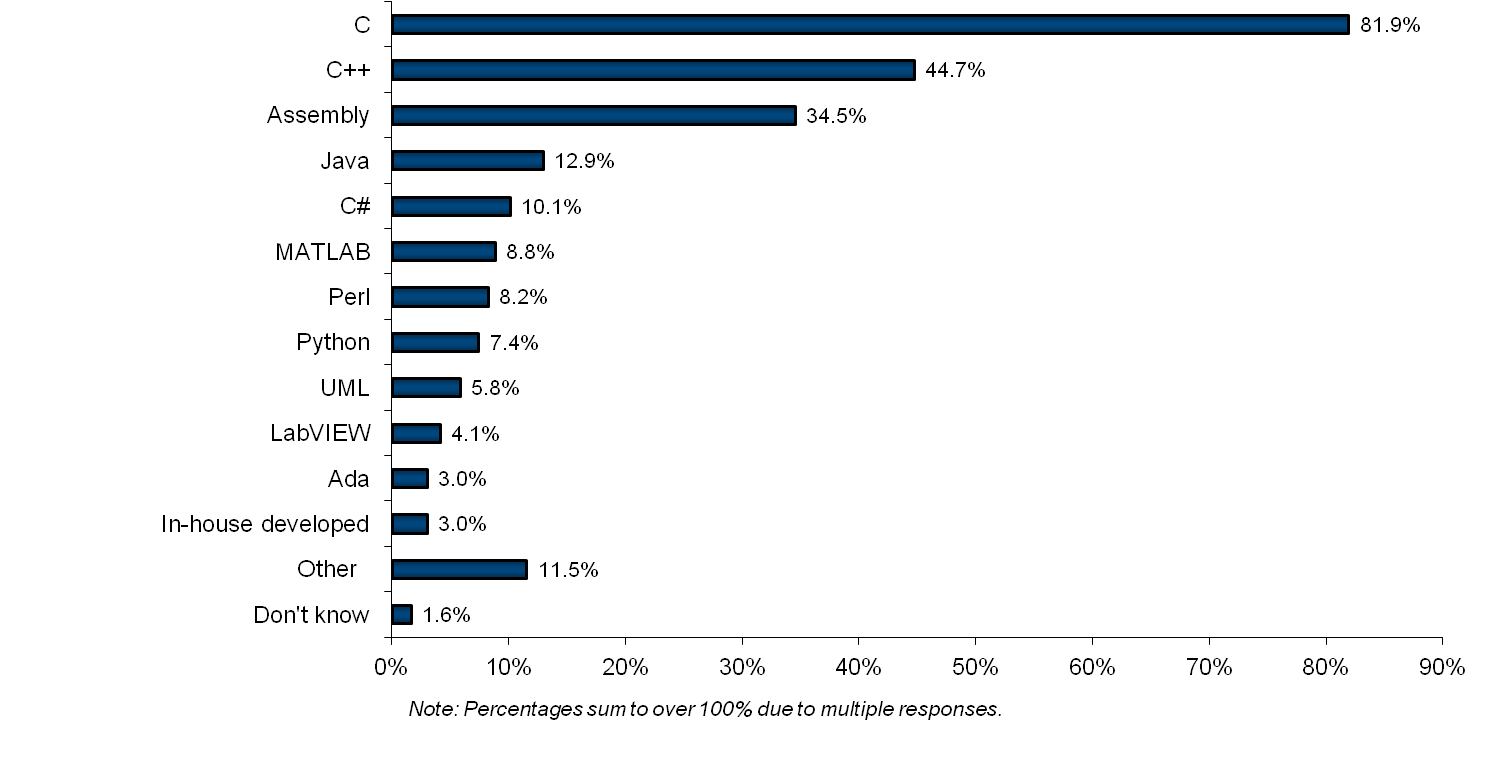 C 81.9%
C++ 44.7%
Assembly 34.5%
Java 12.9%
C# 10.1%
MATLAB 8.8%
Perl 8.2%
Python 7.4%
UML 5.8%
LabVIEW 4.1%
Ada 3.0%
In-house developed 3.0%
Other 11.5%
Don't know 1.6%
0% 10% 20% 30% 40% 50% 60% 70% 80% 90%
Note: Percentages sum to over 100% due to multiple responses.